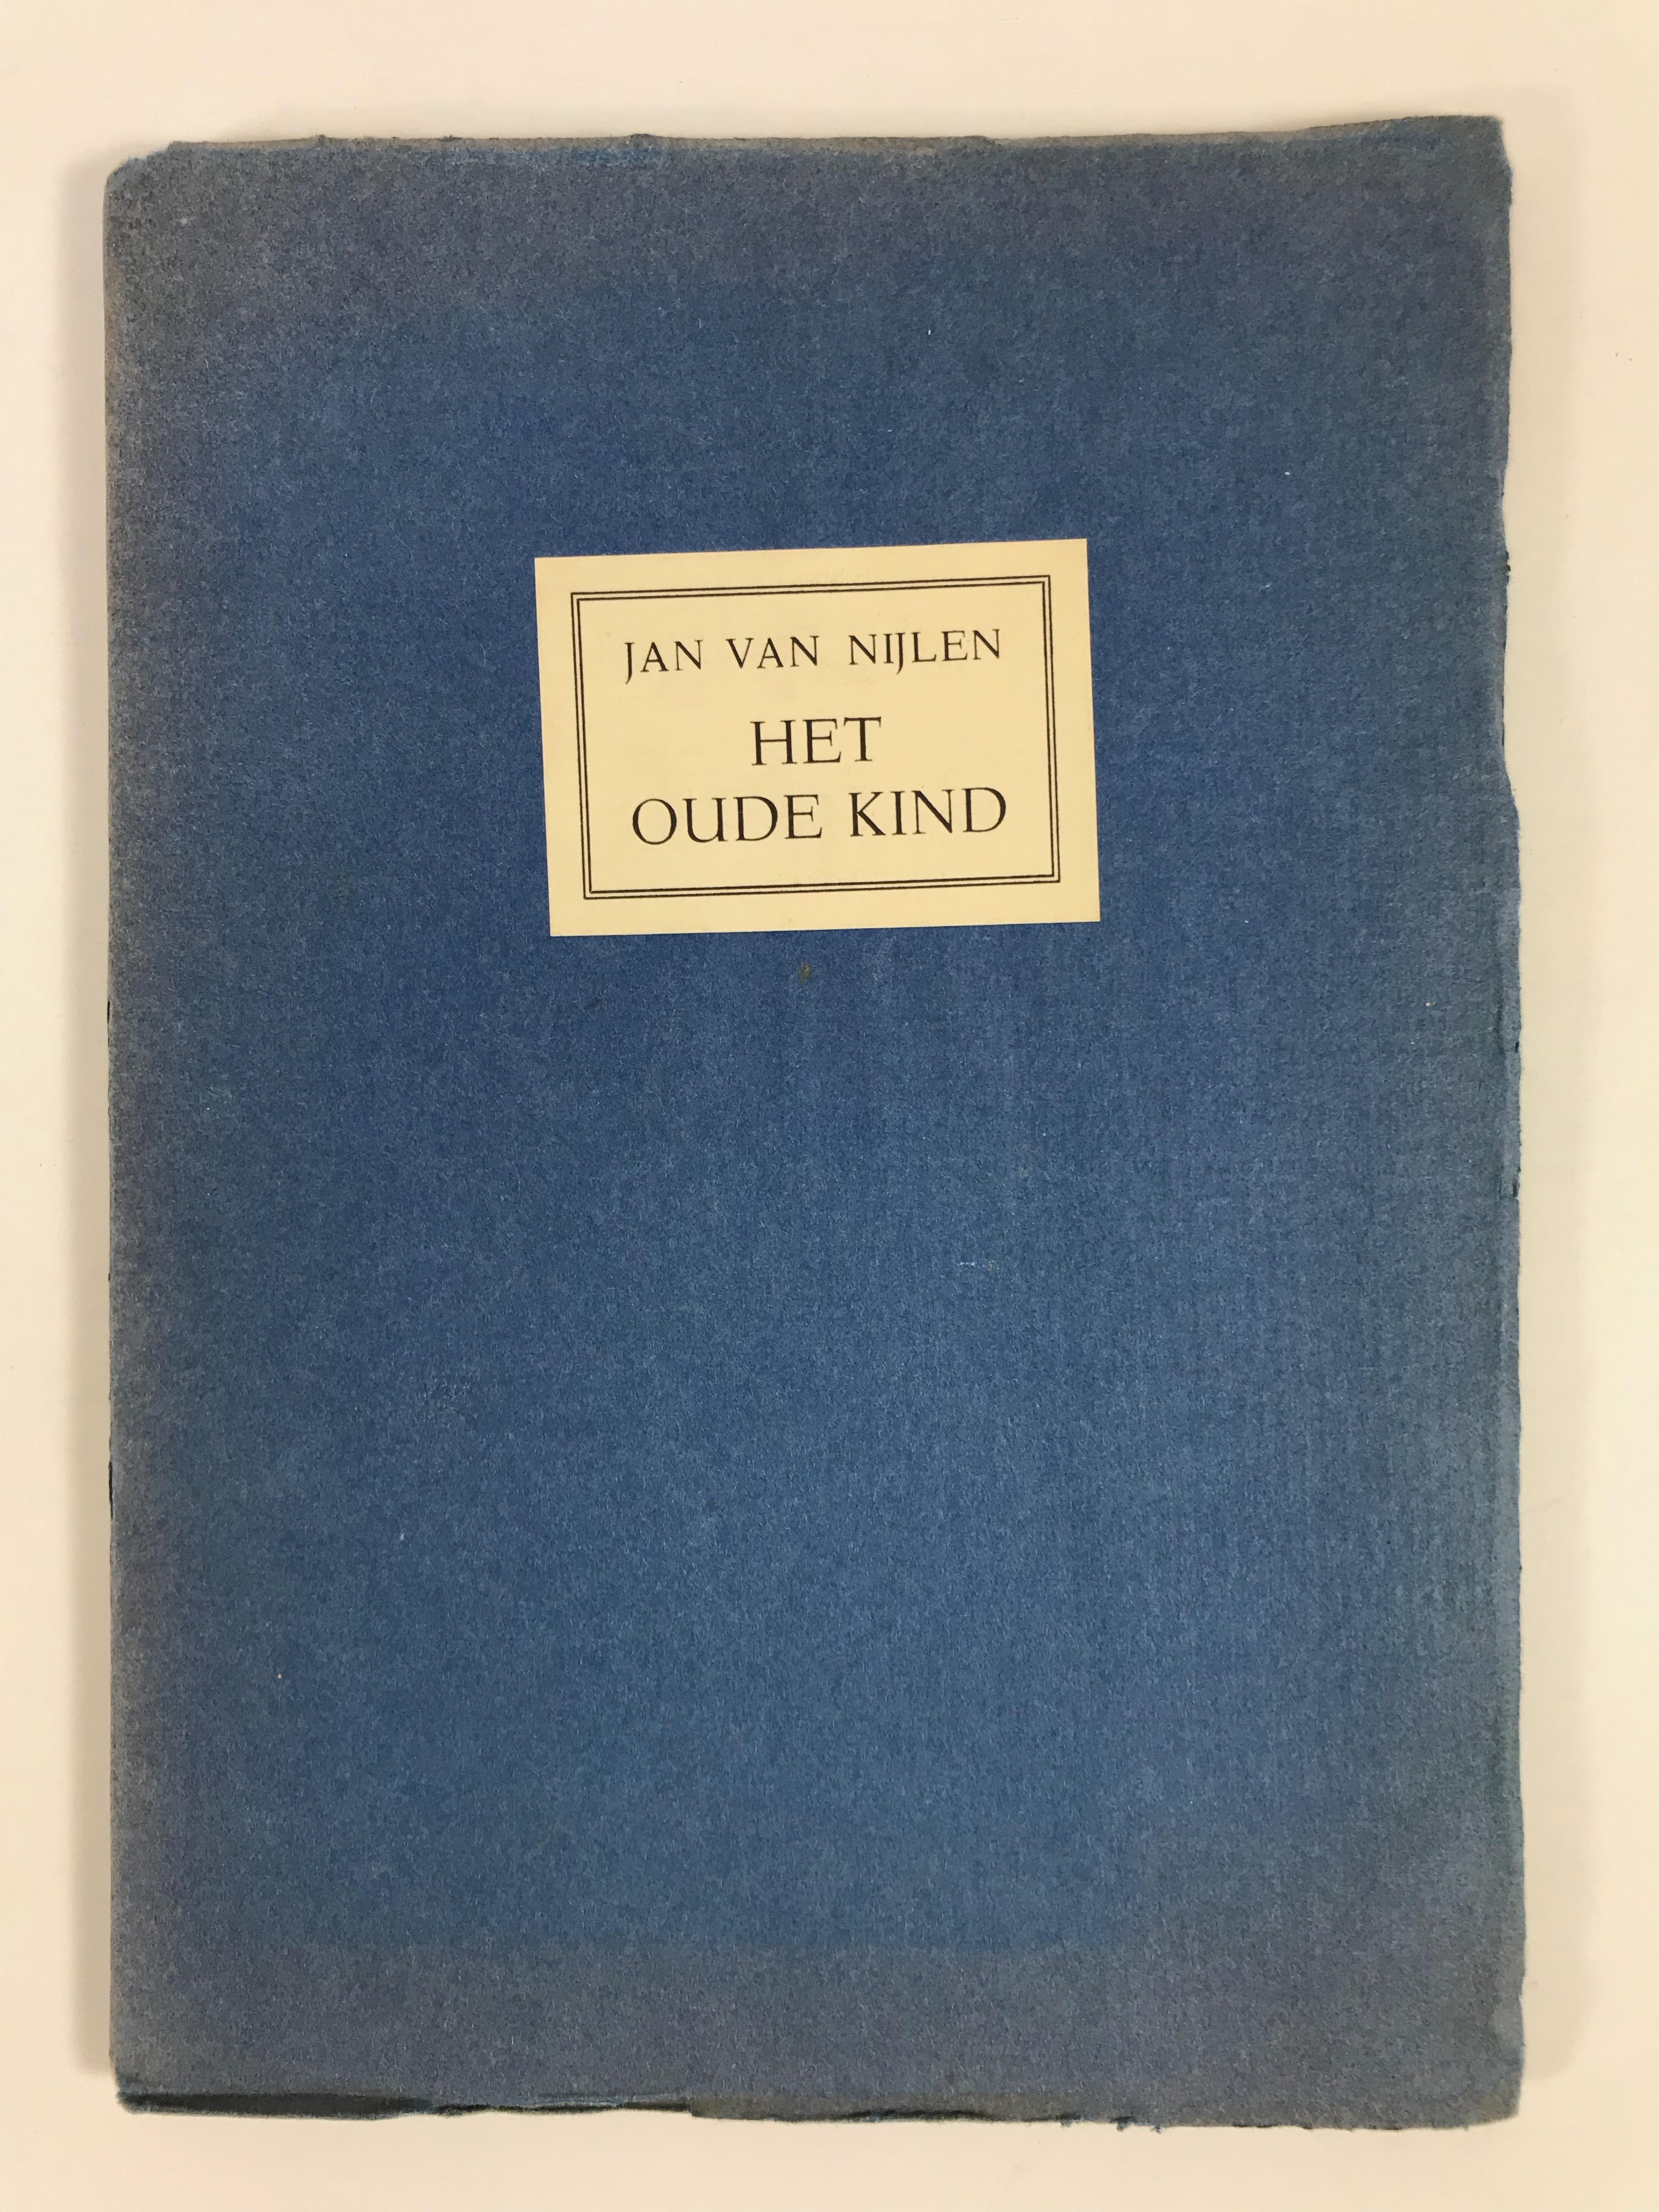 JAN VAN NIJLEN
HET
OUDE KIND